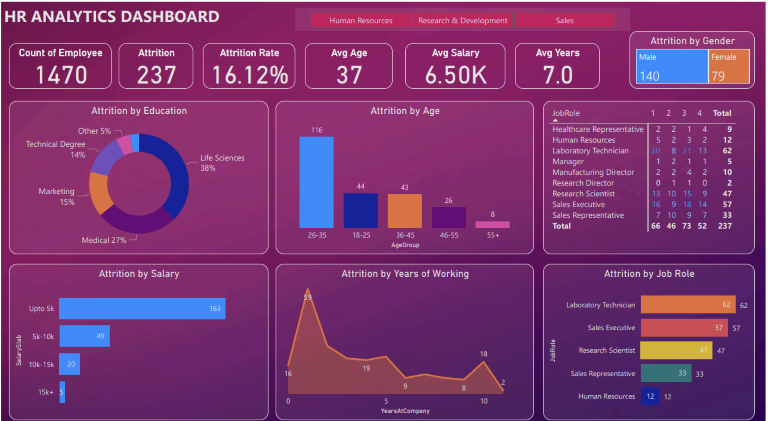 HR ANALYTICS DASHBOARD
Human Resources
Research & Development
Sales
Count of Employee
1470
Attrition
237
Attrition Rate
16.12%
Avg Age
37
Avg Salary
6.50K
Avg Years
7.0
Attrition by Gender
Male
140
Female
79
Attrition by Education
Other 5%
Technical Degree
14%
Life Sciences
38%
Marketing
15%
Medical 27%
Attrition by Age
116
44
43
26
8
26-35
18-25
36-45
46-55
55+
AgeGroup
JobRole 1 2 3 4 Total
Healthcare Representative 2 2 1 4 9
Human Resources 5 2 3 2 12
Laboratory Technician 20 8 21 13 62
Manager 1 2 1 1 5
Manufacturing Director 2 2 4 2 10
Research Director 0 1 1 0 2
Research Scientist 13 10 15 9 47
Sales Executive 16 9 18 14 57
Sales Representative 7 10 9 7 33
Total 66 46 73 52 237
Attrition by Salary
SalarySlab
Upto 5k 163
5k-10k 49
10k-15k 20
15k+ 5
Attrition by Years of Working
59
16
19
9
8
18
2
0
5
10
YearsAtCompany
Attrition by Job Role
JobRole
Laboratory Technician 62 62
Sales Executive 57 57
Research Scientist 47 47
Sales Representative 33 33
Human Resources 12 12